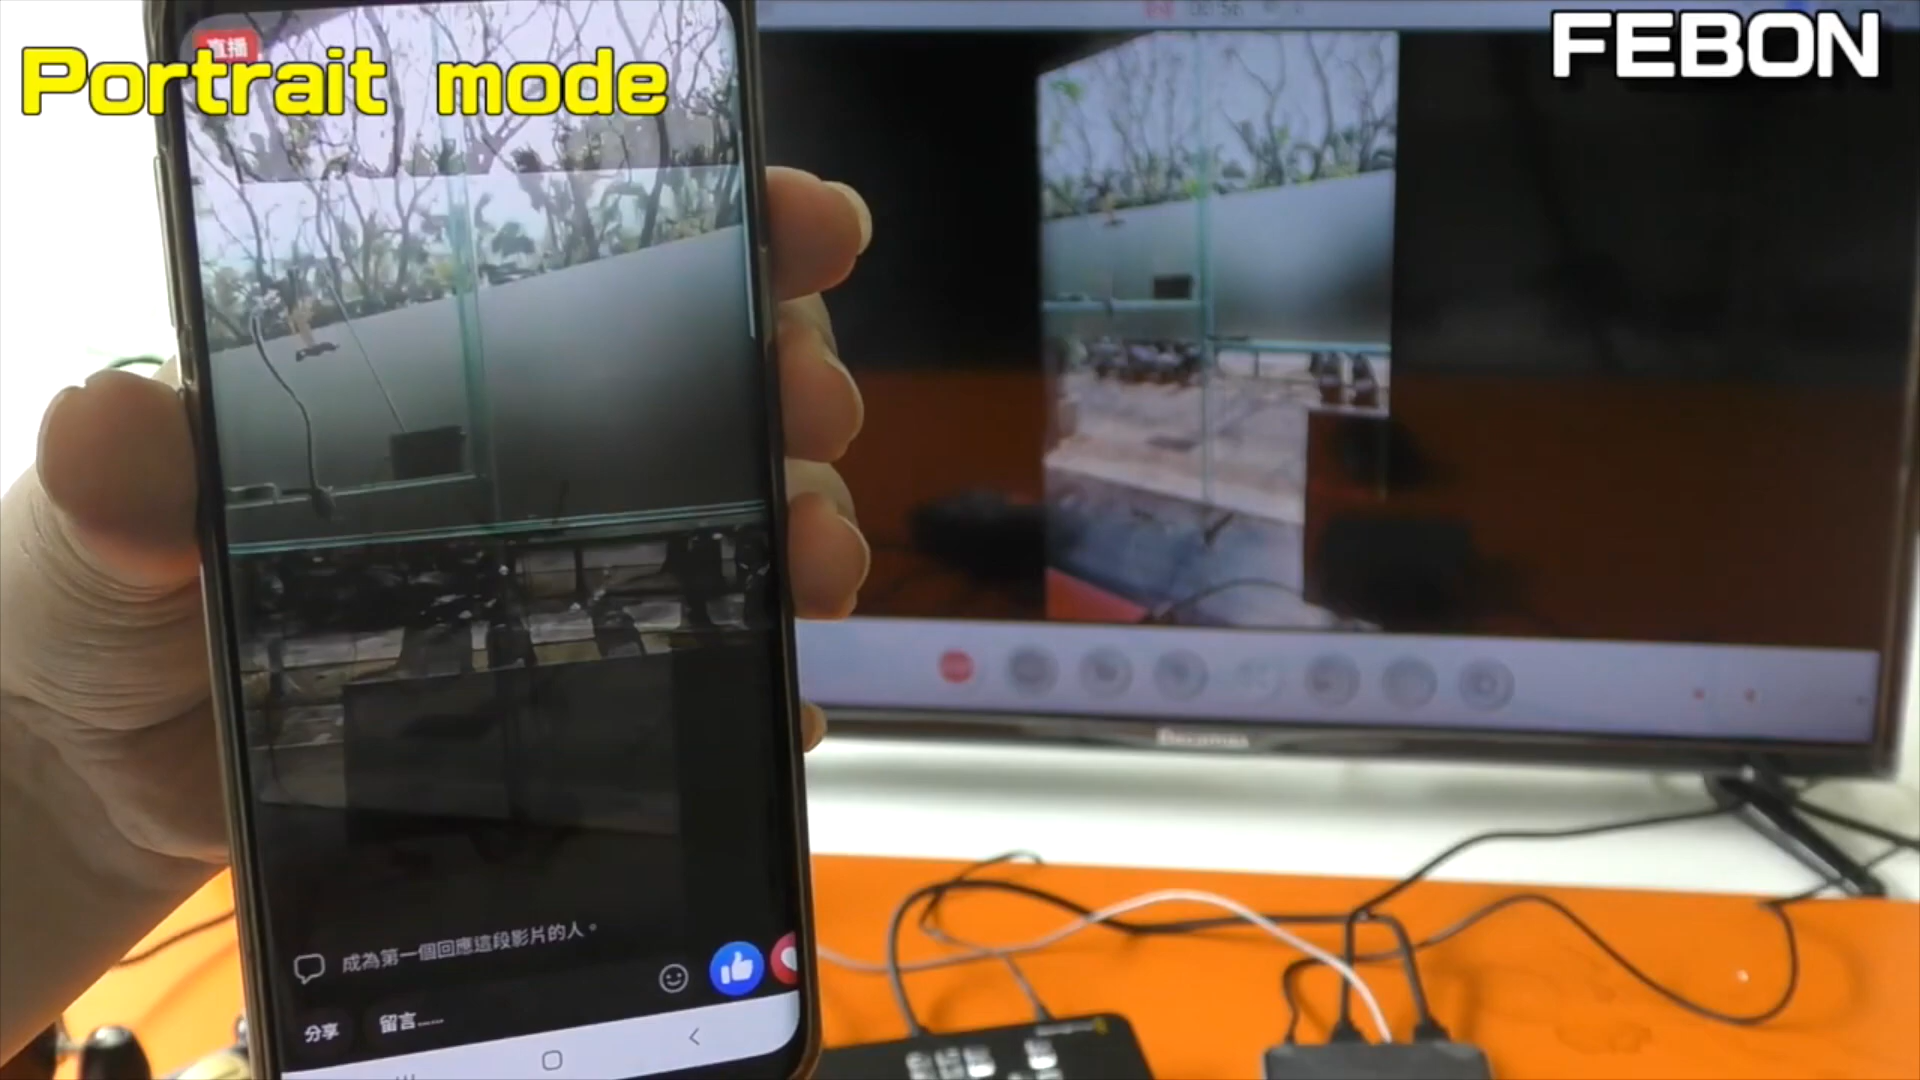 直播
Portrait mode
FEBON
成為第一個回應這段影片的人。
分享
留言……